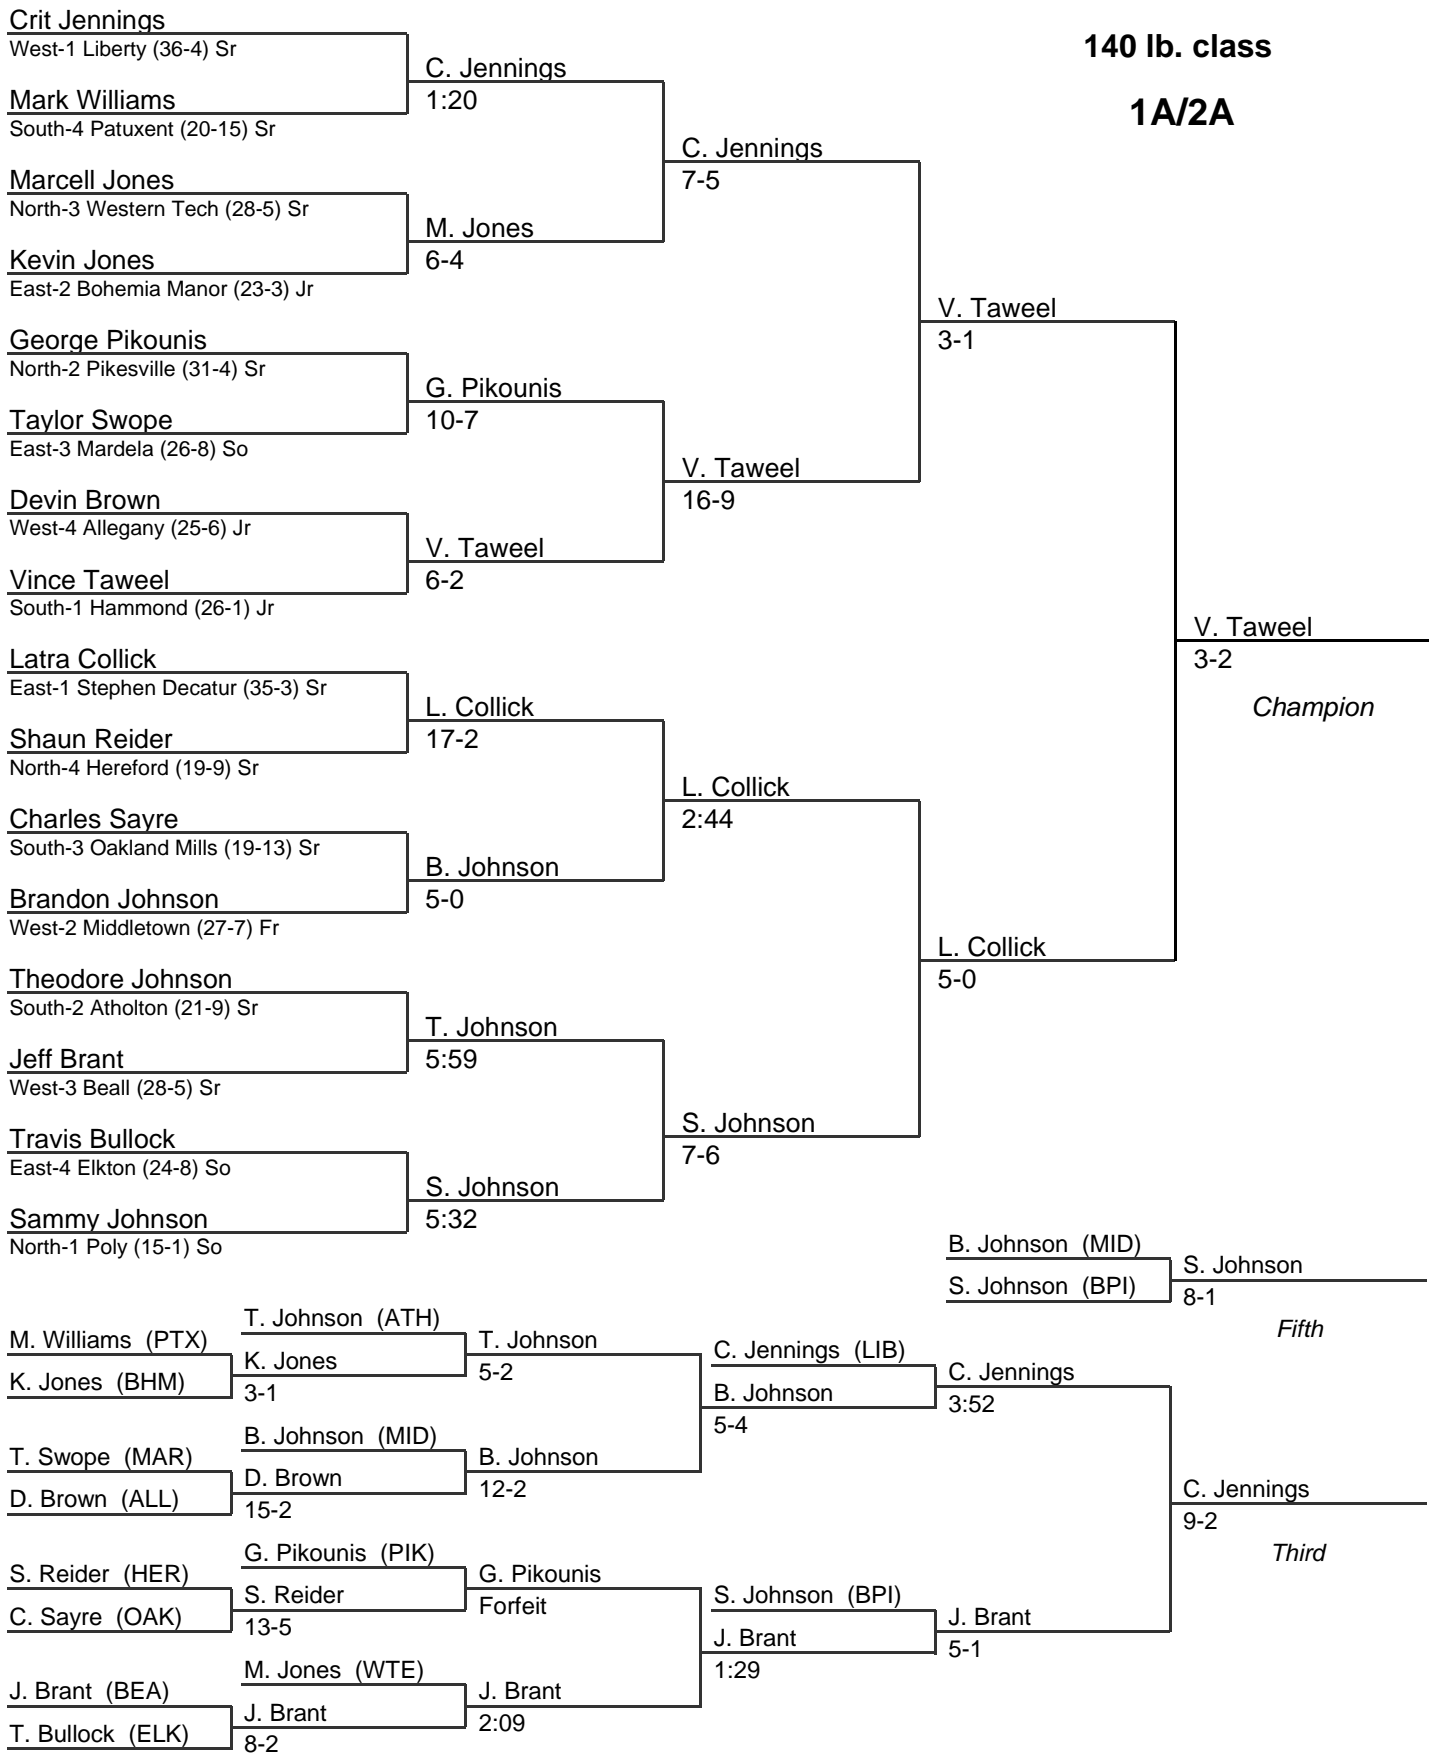 140 lb. class
1A/2A
Crit Jennings
West-1 Liberty (36-4) Sr
Mark Williams
South-4 Patuxent (20-15) Sr
Marcell Jones
North-3 Western Tech (28-5) Sr
Kevin Jones
East-2 Bohemia Manor (23-3) Jr
George Pikounis
North-2 Pikesville (31-4) Sr
Taylor Swope
East-3 Mardela (26-8) So
Devin Brown
West-4 Allegany (25-6) Jr
Vince Taweel
South-1 Hammond (26-1) Jr
Latra Collick
East-1 Stephen Decatur (35-3) Sr
Shaun Reider
North-4 Hereford (19-9) Sr
Charles Sayre
South-3 Oakland Mills (19-13) Sr
Brandon Johnson
West-2 Middletown (27-7) Fr
Theodore Johnson
South-2 Atholton (21-9) Sr
Jeff Brant
West-3 Beall (28-5) Sr
Travis Bullock
East-4 Elkton (24-8) So
Sammy Johnson
North-1 Poly (15-1) So
C. Jennings
1:20
M. Jones
6-4
G. Pikounis
10-7
V. Taweel
6-2
L. Collick
17-2
B. Johnson
5-0
T. Johnson
5:59
S. Johnson
5:32
C. Jennings
7-5
V. Taweel
16-9
L. Collick
2:44
S. Johnson
7-6
V. Taweel
3-1
L. Collick
5-0
V. Taweel
3-2
Champion
B. Johnson (MID)
S. Johnson (BPI)
S. Johnson
8-1
Fifth
M. Williams (PTX)
K. Jones (BHM)
T. Swope (MAR)
D. Brown (ALL)
S. Reider (HER)
C. Sayre (OAK)
J. Brant (BEA)
T. Bullock (ELK)
T. Johnson (ATH)
K. Jones
3-1
B. Johnson (MID)
D. Brown
15-2
G. Pikounis (PIK)
S. Reider
13-5
M. Jones (WTE)
J. Brant
8-2
T. Johnson
5-2
B. Johnson
12-2
G. Pikounis
Forfeit
J. Brant
2:09
C. Jennings (LIB)
B. Johnson
5-4
S. Johnson (BPI)
J. Brant
1:29
C. Jennings
3:52
J. Brant
5-1
C. Jennings
9-2
Third